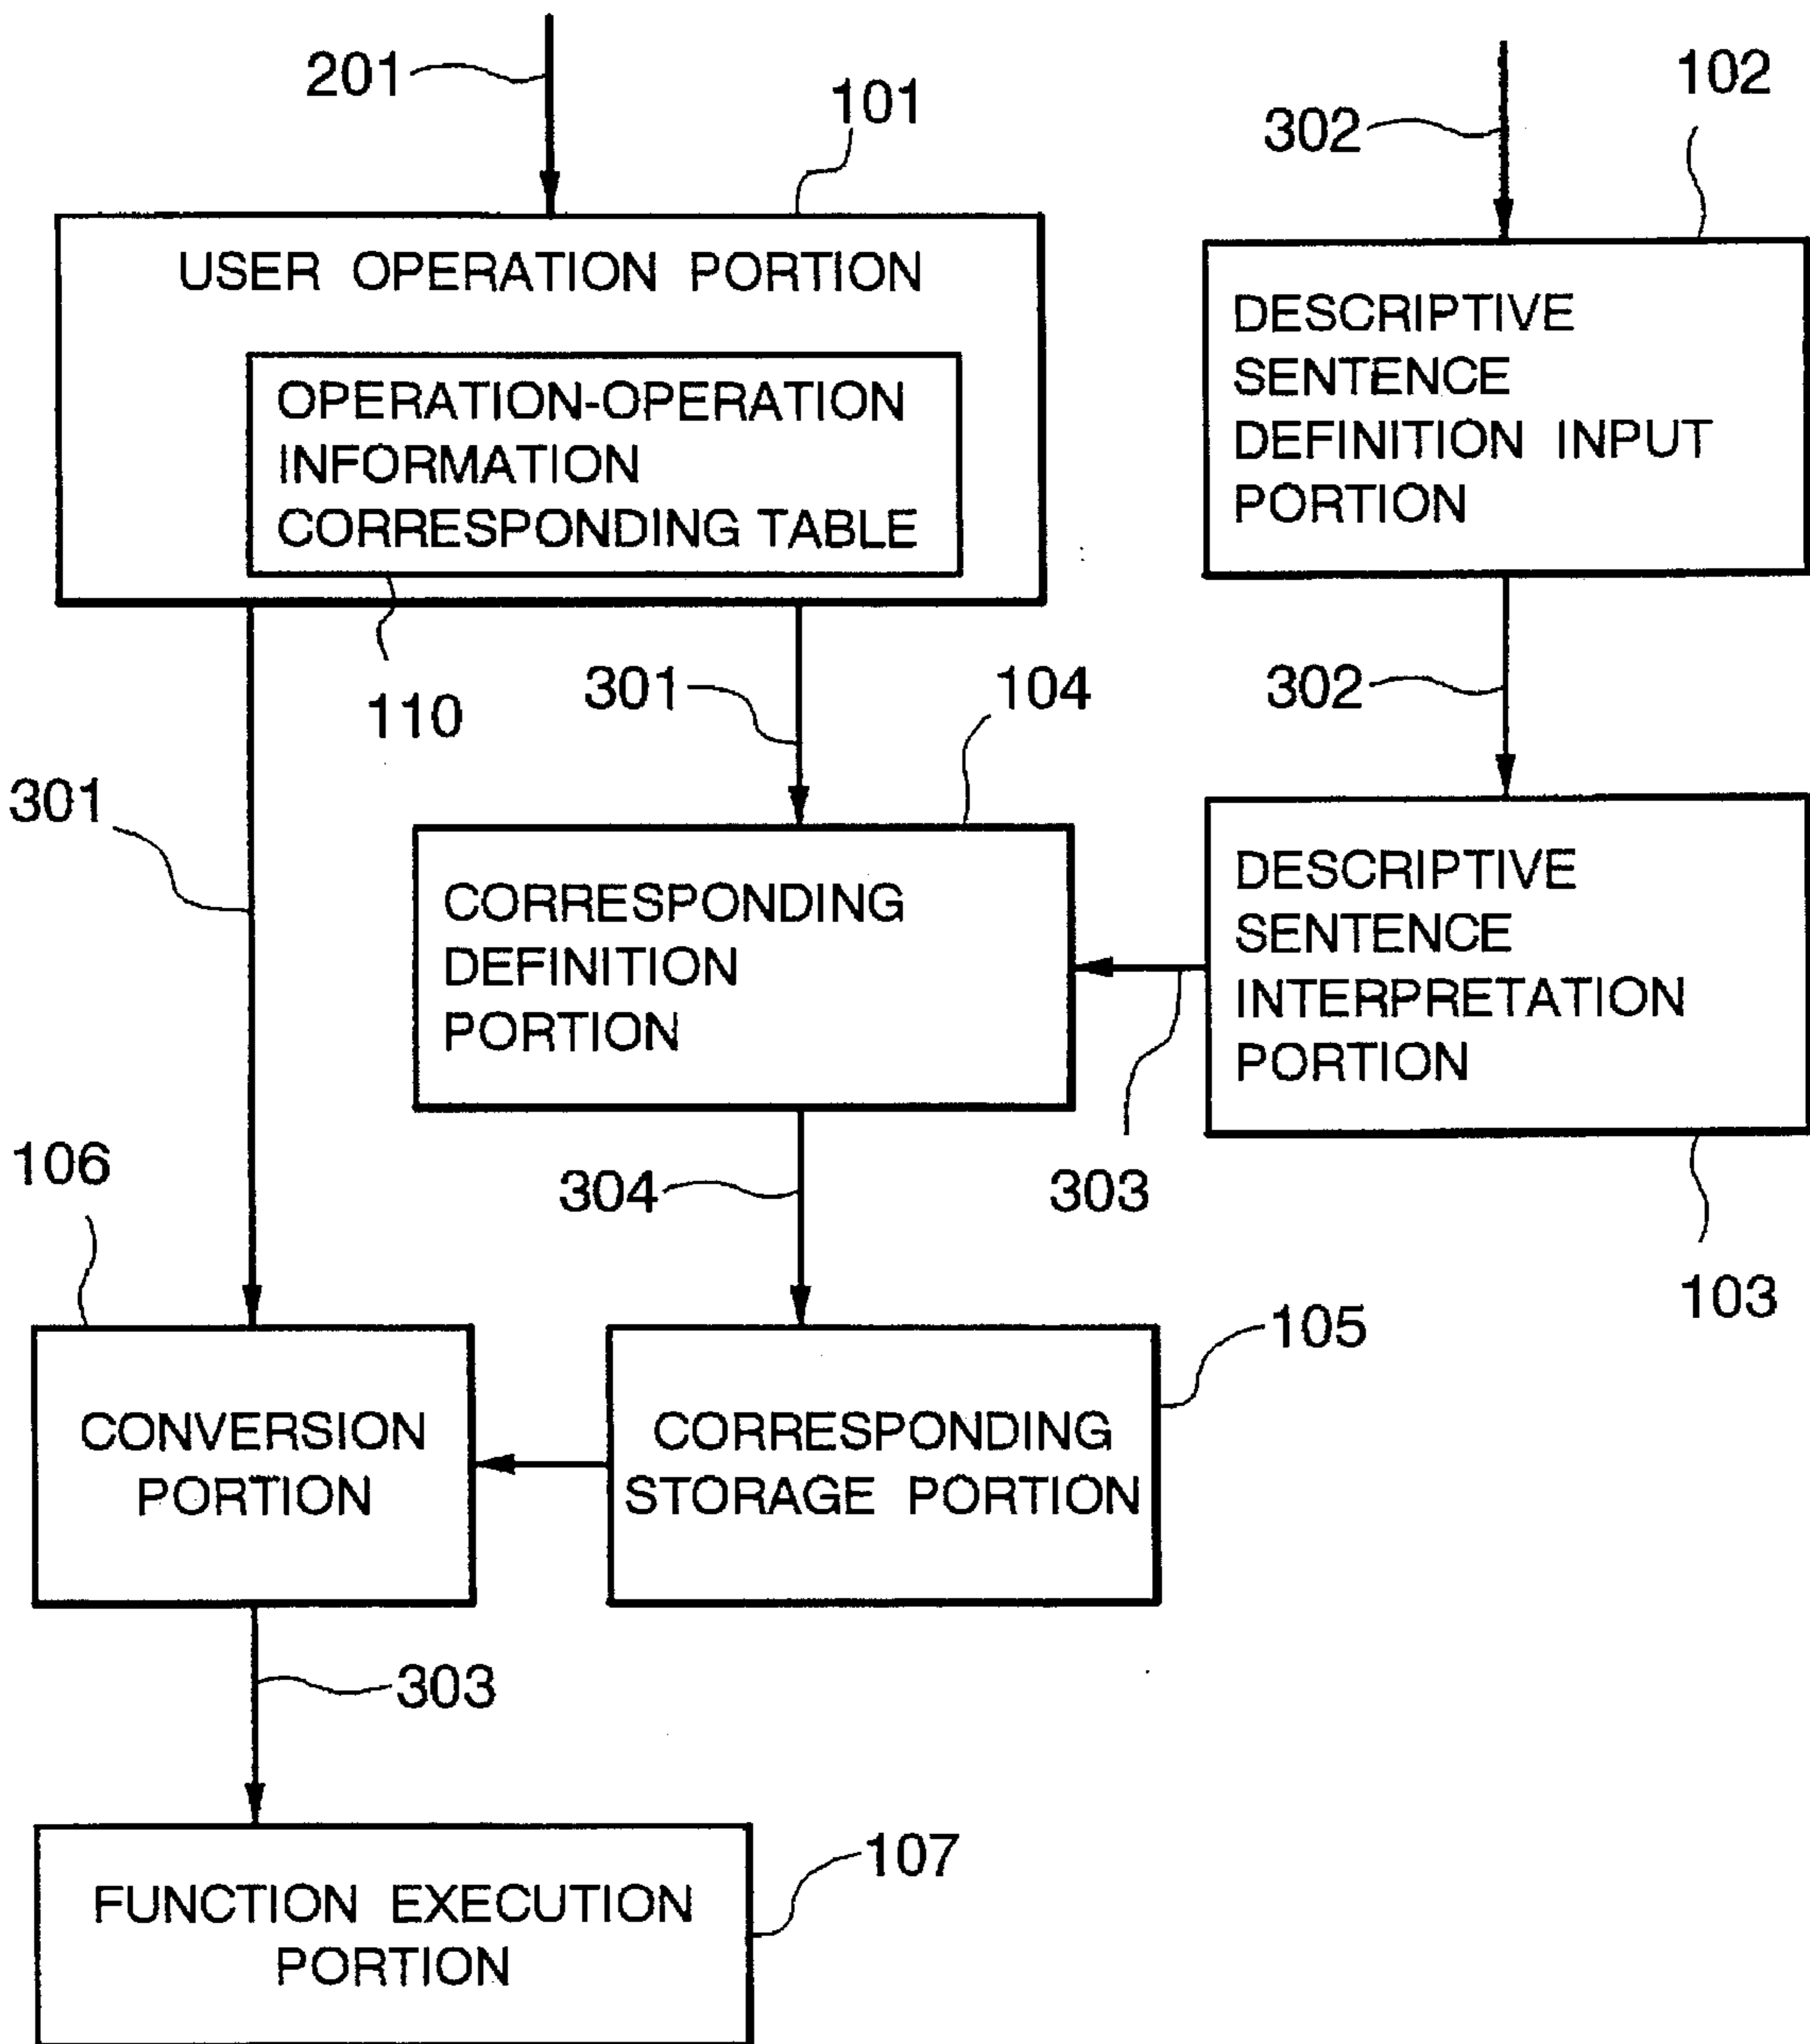 201
101
302
102
USER OPERATION PORTION
OPERATION-OPERATION
INFORMATION
CORRESPONDING TABLE
110
DESCRIPTIVE
SENTENCE
DEFINITION INPUT
PORTION
301
301
104
302
CORRESPONDING
DEFINITION
PORTION
DESCRIPTIVE
SENTENCE
INTERPRETATION
PORTION
303
103
106
304
105
CONVERSION
PORTION
CORRESPONDING
STORAGE PORTION
303
107
FUNCTION EXECUTION
PORTION